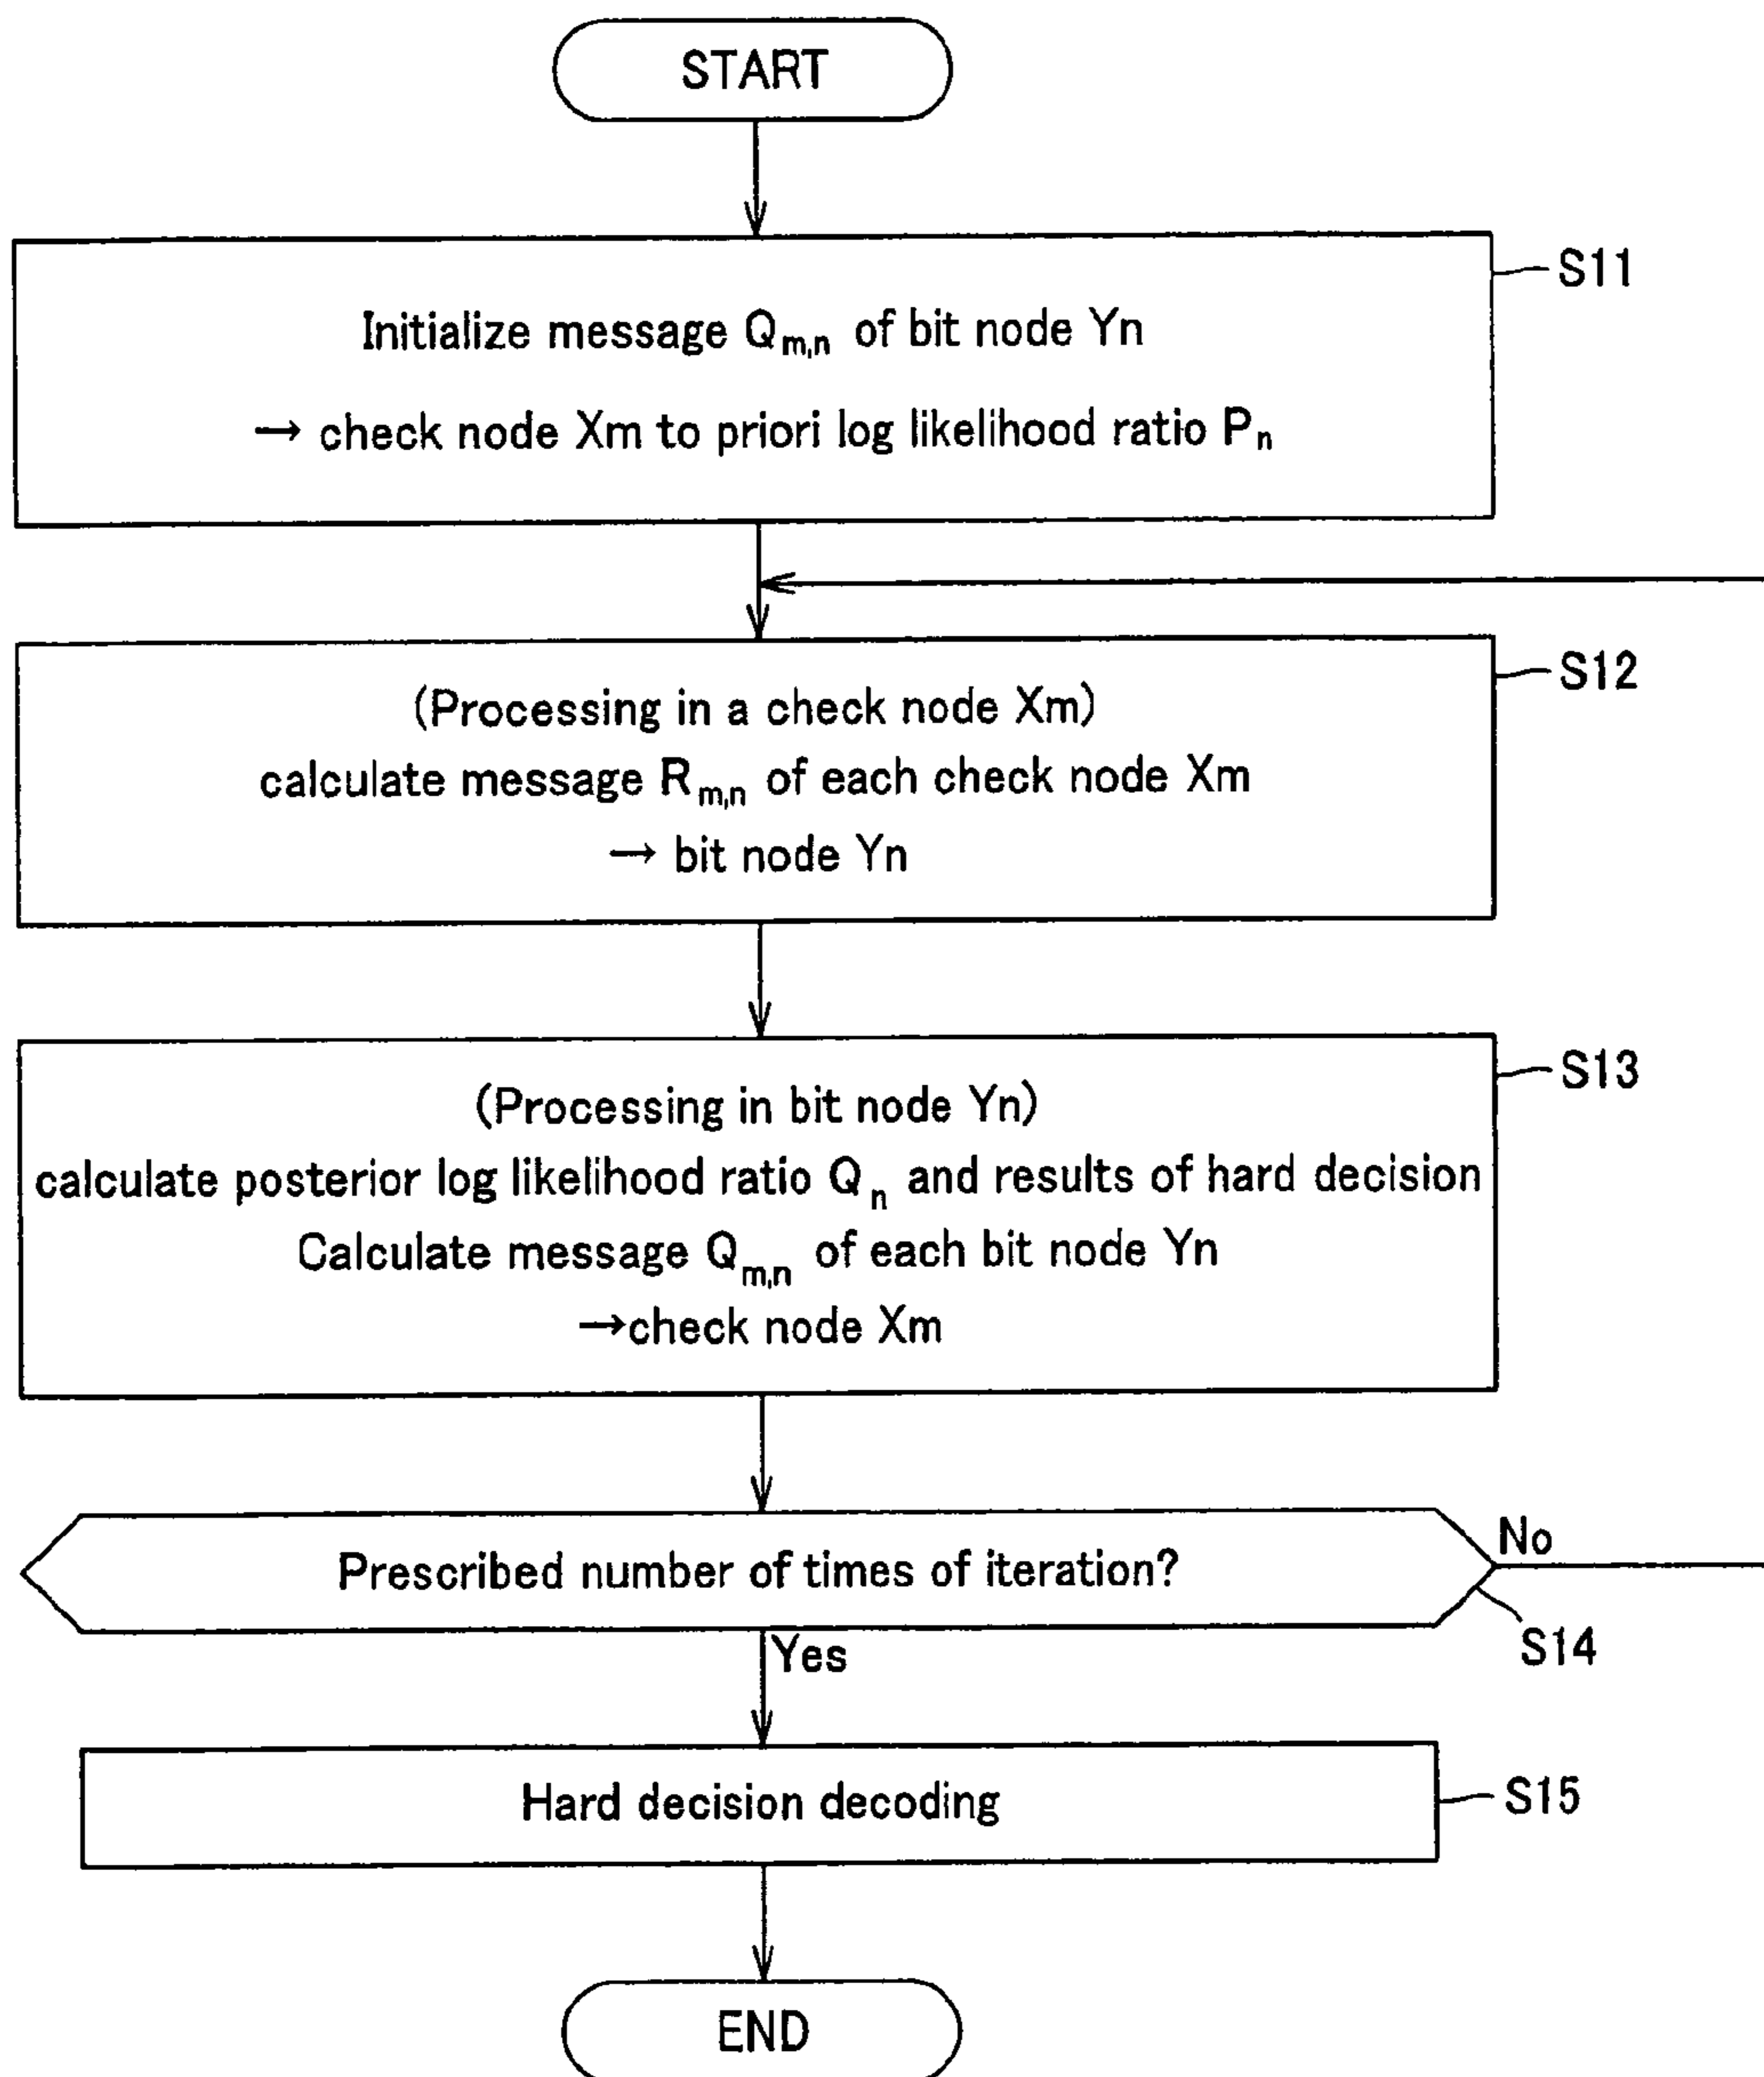 START
S11
Initialize message Qm,n of bit node Yn
→ check node Xm to priori log likelihood ratio Pn
S12
(Processing in a check node Xm)
calculate message Rm,n of each check node Xm
→ bit node Yn
S13
(Processing in bit node Yn)
calculate posterior log likelihood ratio Qn and results of hard decision
Calculate message Qm,n of each bit node Yn
→check node Xm
No
Prescribed number of times of iteration?
S14
Yes
Hard decision decoding
S15
END